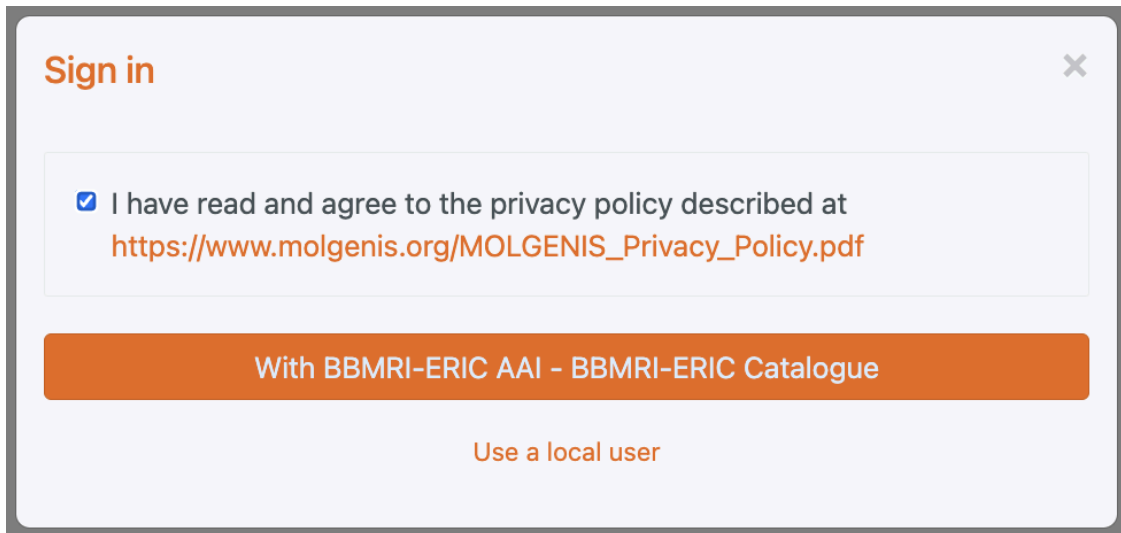 Sign in
I have read and agree to the privacy policy described at
https://www.molgenis.org/MOLGENIS_Privacy_Policy.pdf
With BBMRI-ERIC AAI - BBMRI-ERIC Catalogue
Use a local user